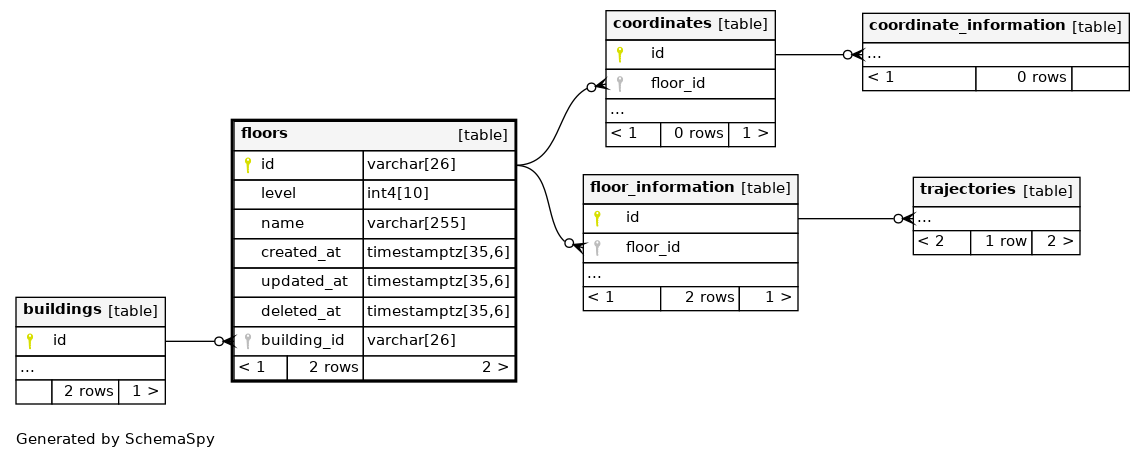 coordinates [table]
id
floor_id
...
< 1 0 rows 1 >
coordinate_information [table]
...
< 1 0 rows
floors [table]
id varchar[26]
level int4[10]
name varchar[255]
created_at timestamptz[35,6]
updated_at timestamptz[35,6]
deleted_at timestamptz[35,6]
building_id varchar[26]
< 1 2 rows 2 >
floor_information [table]
id
floor_id
...
< 1 2 rows 1 >
trajectories [table]
...
< 2 1 row 2 >
buildings [table]
id
...
2 rows 1 >
Generated by SchemaSpy